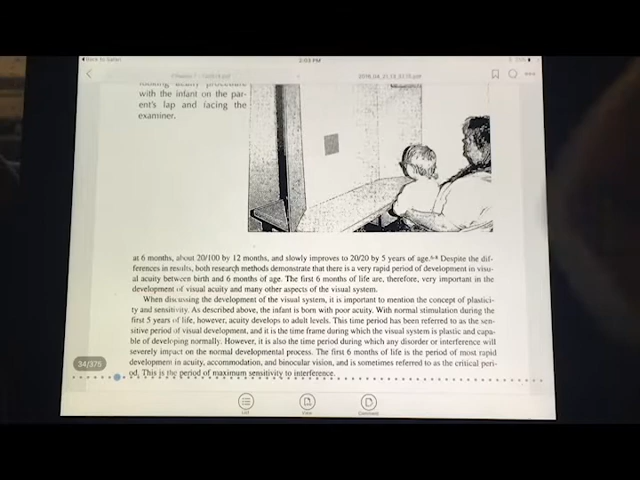 Back to Safari
2:03 PM
75%
looking acuity procedure
with the infant on the par-
ent's lap and facing the
examiner.
at 6 months, about 20/100 by 12 months, and slowly improves to 20/20 by 5 years of age. Despite the dif-
ferences in results, both research methods demonstrate that there is a very rapid period of development in visu-
al acuity between birth and 6 months of age. The first 6 months of life are, therefore, very important in the
development of visual acuity and many other aspects of the visual system.
When discussing the development of the visual system, it is important to mention the concept of plastici-
ty and sensitivity. As described above, the infant is born with poor acuity. With normal stimulation during the
first 5 years of life, however, acuity develops to adult levels. This time period has been referred to as the sen-
sitive period of visual development, and it is the time frame during which the visual system is plastic and capa-
ble of developing normally. However, it is also the time period during which any disorder or interference will
severely impact on the normal developmental process. The first 6 months of life is the period of most rapid
development in acuity, accommodation, and binocular vision, and is sometimes referred to as the critical peri-
od. This is the period of maximum sensitivity to interference.
34/375
List View Comment